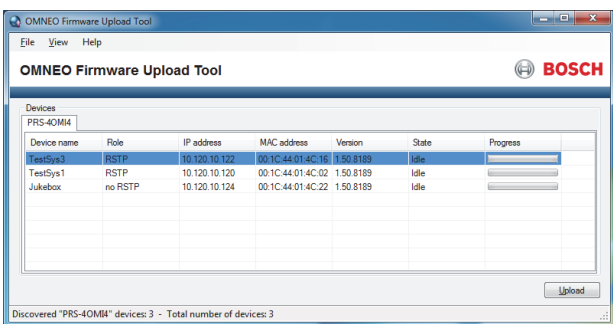 OMNEO Firmware Upload Tool
File View Help
OMNEO Firmware Upload Tool
BOSCH
Devices
PRS-4OMI4
Device name Role IP address MAC address Version State Progress
TestSys3 RSTP 10.120.10.122 00:1C:44:01:4C:16 1.50.8189 Idle
TestSys1 RSTP 10.120.10.120 00:1C:44:01:4C:02 1.50.8189 Idle
Jukebox no RSTP 10.120.10.124 00:1C:44:01:4C:22 1.50.8189 Idle
Upload
Discovered "PRS-4OMI4" devices: 3 - Total number of devices: 3